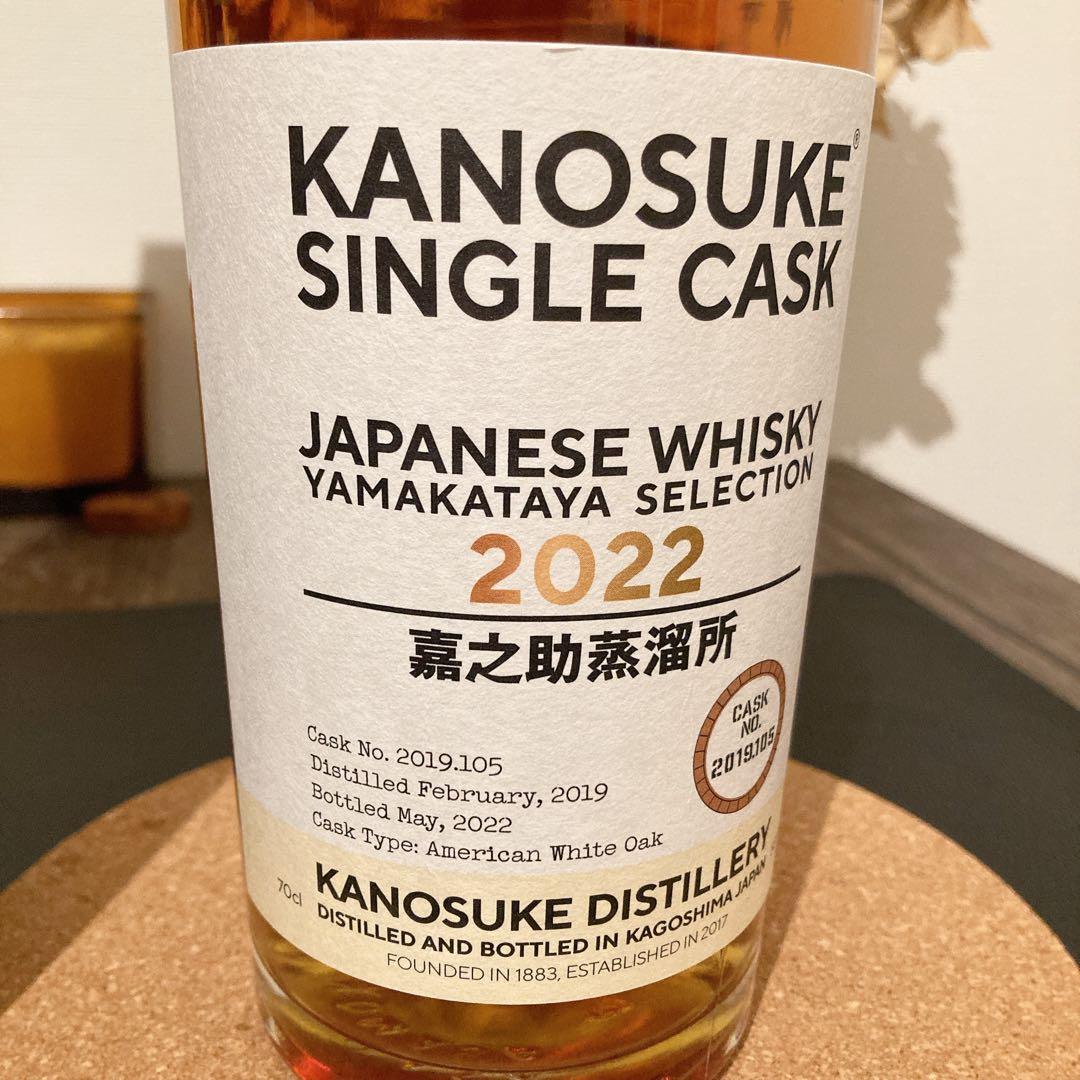 KANOSUKE®
SINGLE CASK
JAPANESE WHISKY
YAMAKATAYA SELECTION
2022
嘉之助蒸溜所
CASK
NO.
2019.105
Cask No. 2019.105
Distilled February, 2019
Bottled May, 2022
Cask Type: American White Oak
70cl
KANOSUKE DISTILLERY
DISTILLED AND BOTTLED IN KAGOSHIMA JAPAN
FOUNDED IN 1883, ESTABLISHED IN 2017